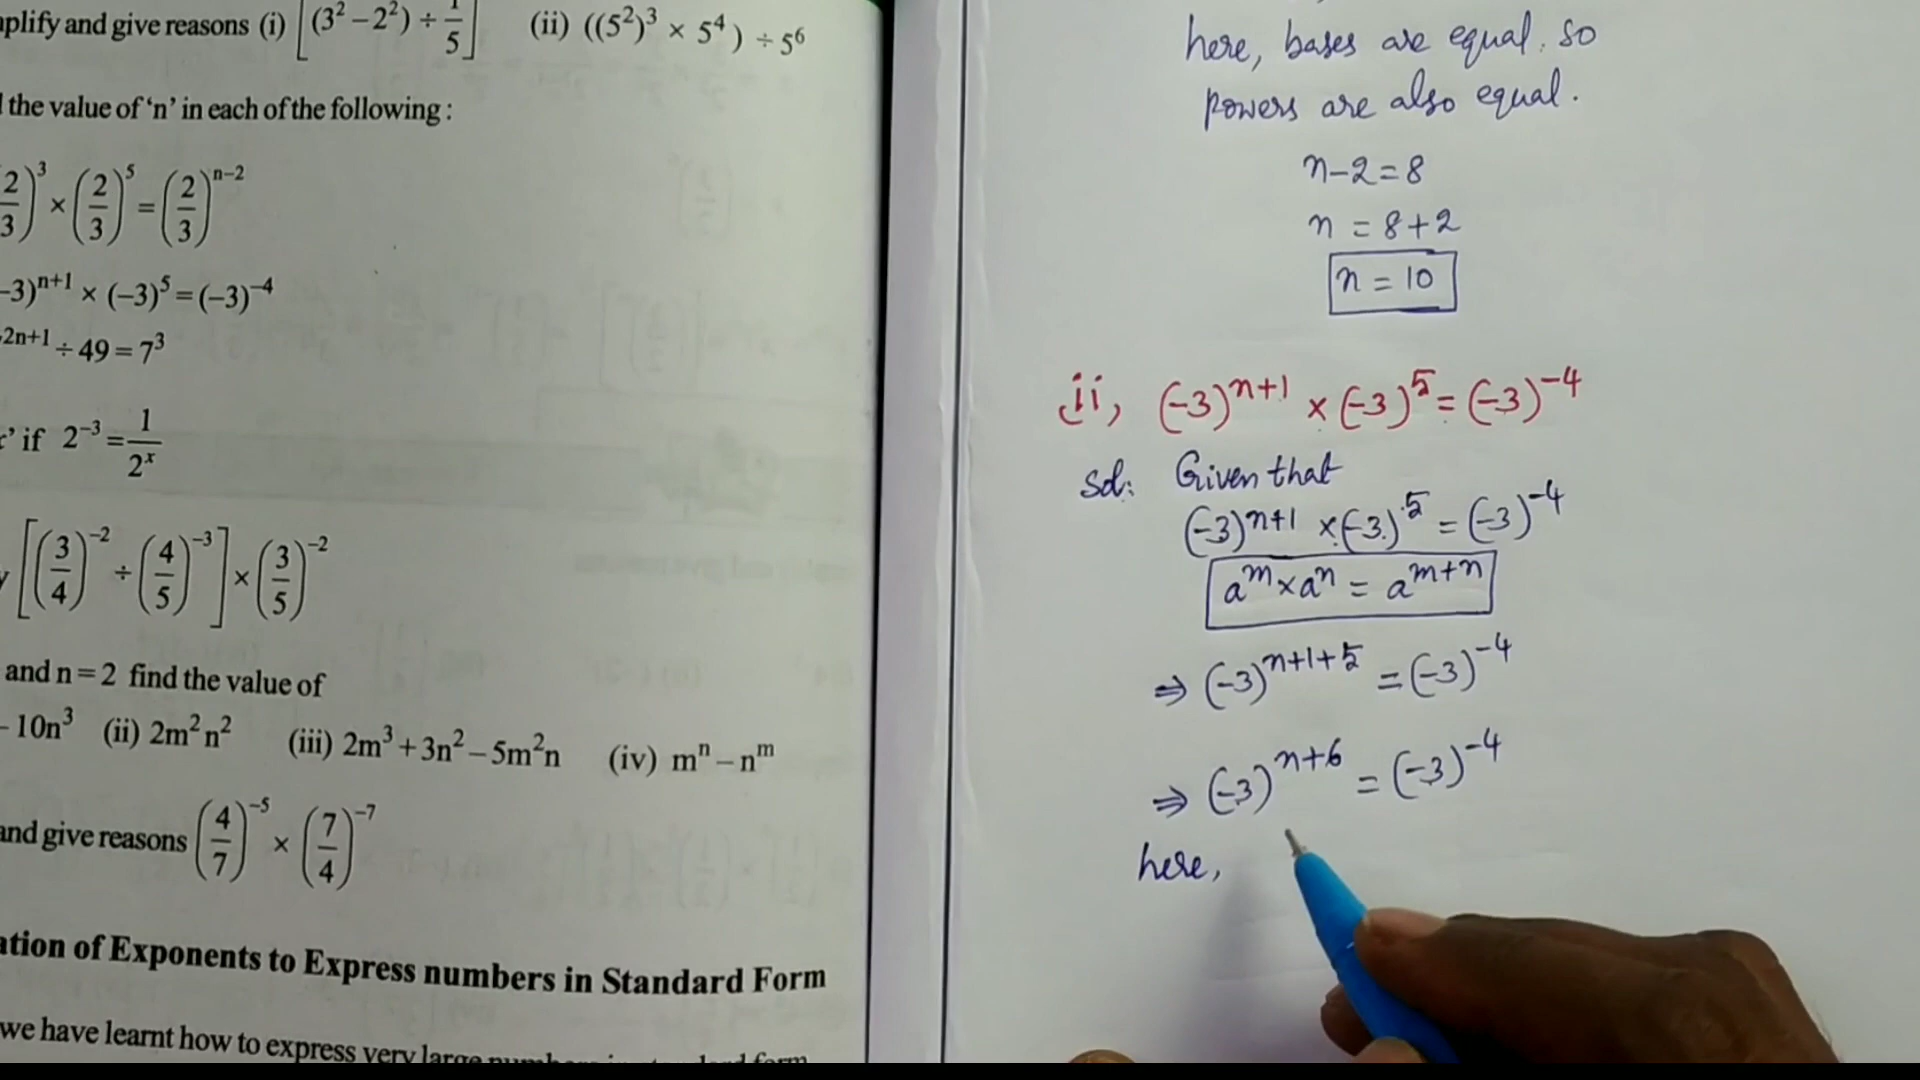 plify and give reasons (i) [(3² – 2²) ÷ 1/5] (ii) ((5²)³ × 5⁴) ÷ 5⁶
the value of ‘n’ in each of the following :
(2/3)³ × (2/3)⁵ = (2/3)ⁿ⁻²
–3)ⁿ⁺¹ × (–3)⁵ = (–3)⁻⁴
2n+1 ÷ 49 = 7³
’ if 2⁻³ = 1/2ˣ
[(3/4)⁻² ÷ (4/5)⁻³] × (3/5)⁻²
and n = 2 find the value of
– 10n³ (ii) 2m²n² (iii) 2m³ + 3n² – 5m²n (iv) mⁿ – nᵐ
and give reasons (4/7)⁻⁵ × (7/4)⁻⁷
ation of Exponents to Express numbers in Standard Form
we have learnt how to express very large
here, bases are equal. so
powers are also equal.
n-2=8
n = 8+2
n = 10
ii, (-3)ⁿ⁺¹ × (-3)⁵ = (-3)⁻⁴
Sol: Given that
(-3)ⁿ⁺¹ × (-3)⁵ = (-3)⁻⁴
aᵐ × aⁿ = aᵐ⁺ⁿ
⇒ (-3)ⁿ⁺¹⁺⁵ = (-3)⁻⁴
⇒ (-3)ⁿ⁺⁶ = (-3)⁻⁴
here,